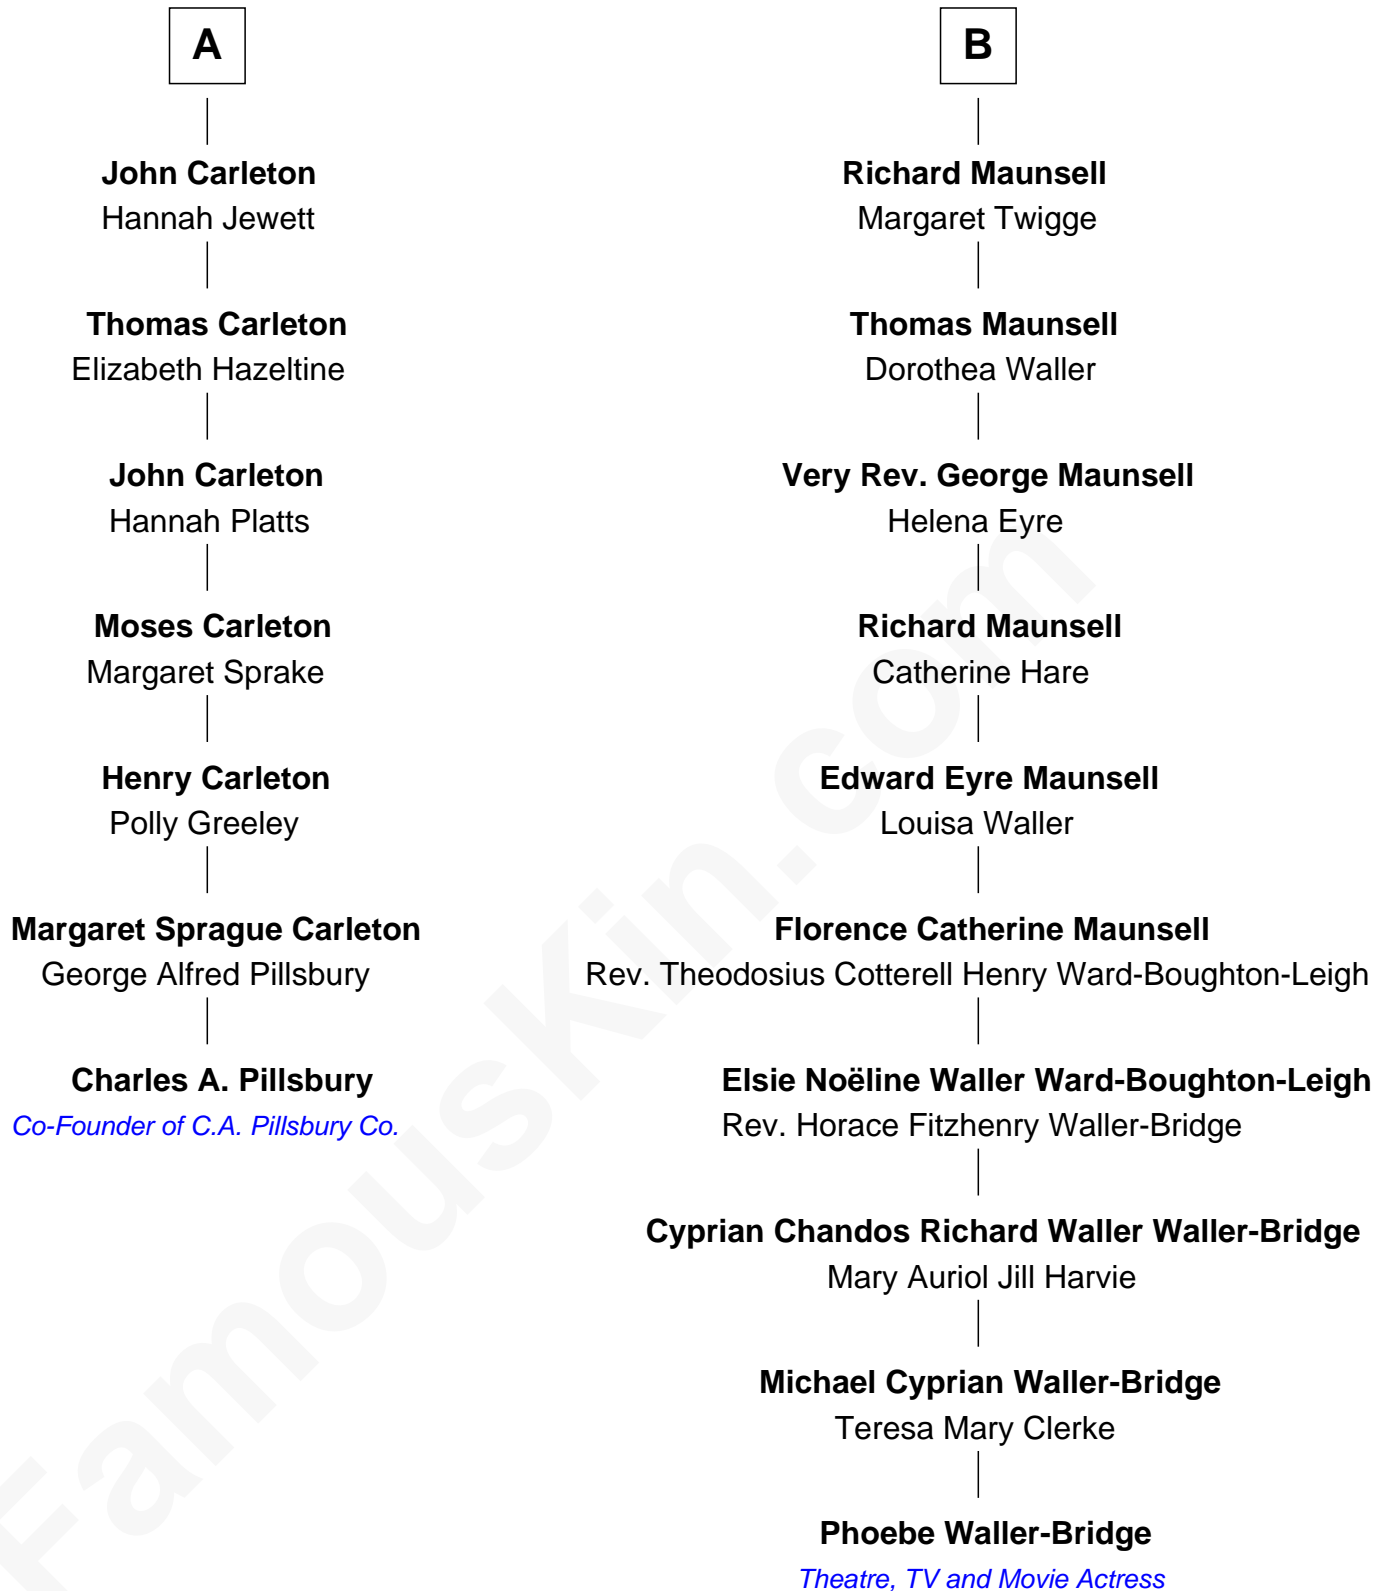 A
John Carleton
Hannah Jewett
Thomas Carleton
Elizabeth Hazeltine
John Carleton
Hannah Platts
Moses Carleton
Margaret Sprake
Henry Carleton
Polly Greeley
Margaret Sprague Carleton
George Alfred Pillsbury
Charles A. Pillsbury
Co-Founder of C.A. Pillsbury Co.
B
Richard Maunsell
Margaret Twigge
Thomas Maunsell
Dorothea Waller
Very Rev. George Maunsell
Helena Eyre
Richard Maunsell
Catherine Hare
Edward Eyre Maunsell
Louisa Waller
Florence Catherine Maunsell
Rev. Theodosius Cotterell Henry Ward-Boughton-Leigh
Elsie Noëline Waller Ward-Boughton-Leigh
Rev. Horace Fitzhenry Waller-Bridge
Cyprian Chandos Richard Waller Waller-Bridge
Mary Auriol Jill Harvie
Michael Cyprian Waller-Bridge
Teresa Mary Clerke
Phoebe Waller-Bridge
Theatre, TV and Movie Actress
FamousKin.com